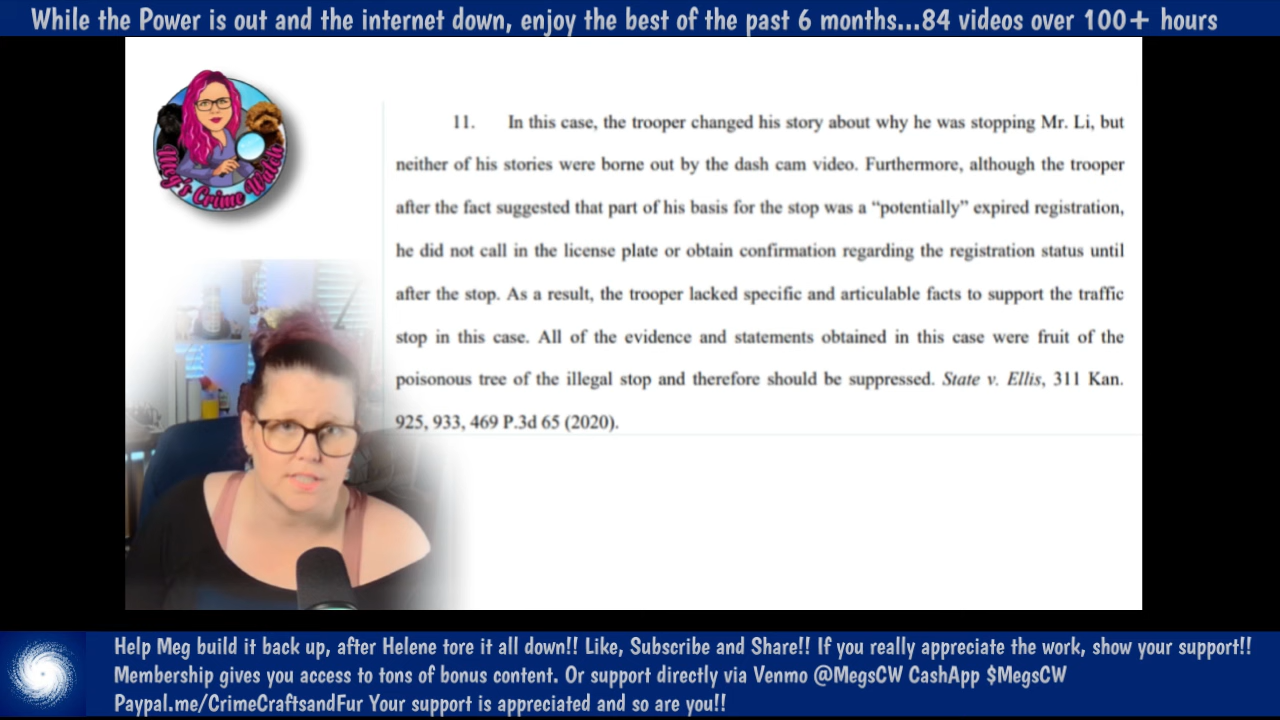 While the Power is out and the internet down, enjoy the best of the past 6 months...84 videos over 100+ hours
Meg's Crime Watch
11. In this case, the trooper changed his story about why he was stopping Mr. Li, but
neither of his stories were borne out by the dash cam video. Furthermore, although the trooper
after the fact suggested that part of his basis for the stop was a “potentially” expired registration,
he did not call in the license plate or obtain confirmation regarding the registration status until
after the stop. As a result, the trooper lacked specific and articulable facts to support the traffic
stop in this case. All of the evidence and statements obtained in this case were fruit of the
poisonous tree of the illegal stop and therefore should be suppressed. State v. Ellis, 311 Kan.
925, 933, 469 P.3d 65 (2020).
Help Meg build it back up, after Helene tore it all down!! Like, Subscribe and Share!! If you really appreciate the work, show your support!!
Membership gives you access to tons of bonus content. Or support directly via Venmo @MegsCW CashApp $MegsCW
Paypal.me/CrimeCraftsandFur Your support is appreciated and so are you!!